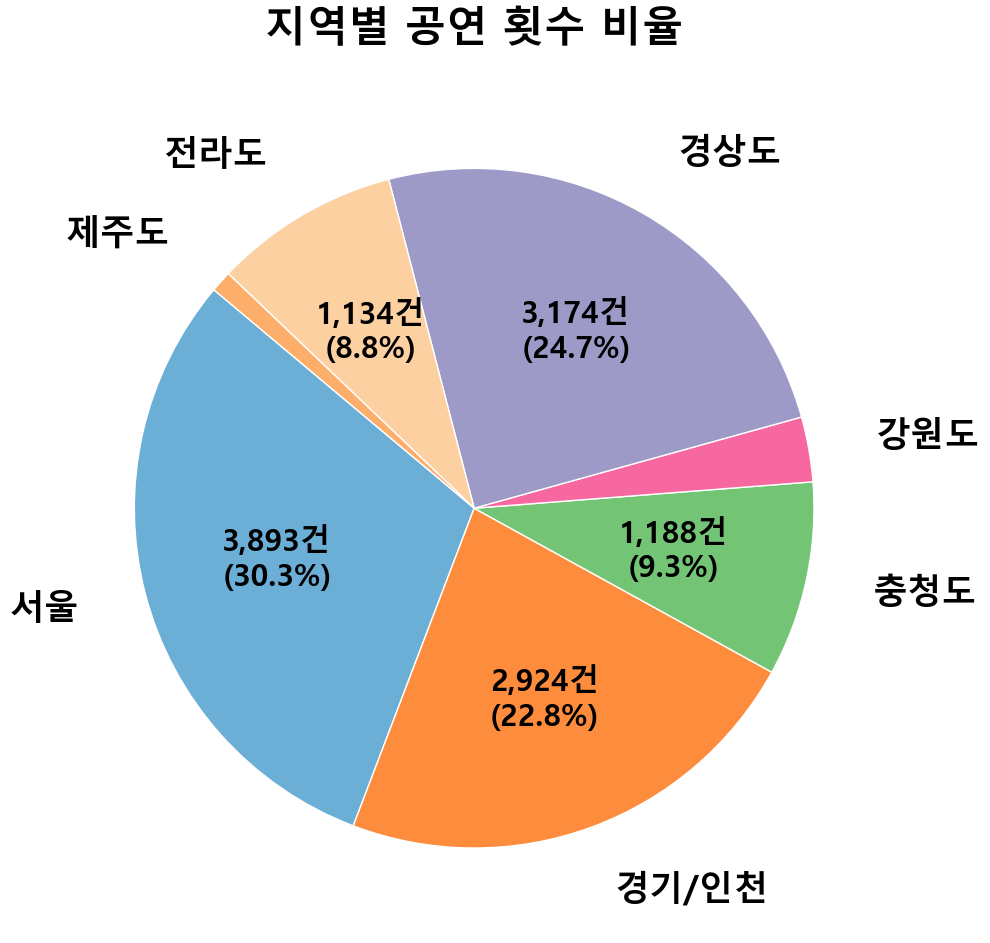 지역별 공연 횟수 비율
전라도
경상도
제주도
1,134건
(8.8%)
3,174건
(24.7%)
강원도
3,893건
(30.3%)
1,188건
(9.3%)
서울
충청도
2,924건
(22.8%)
경기/인천